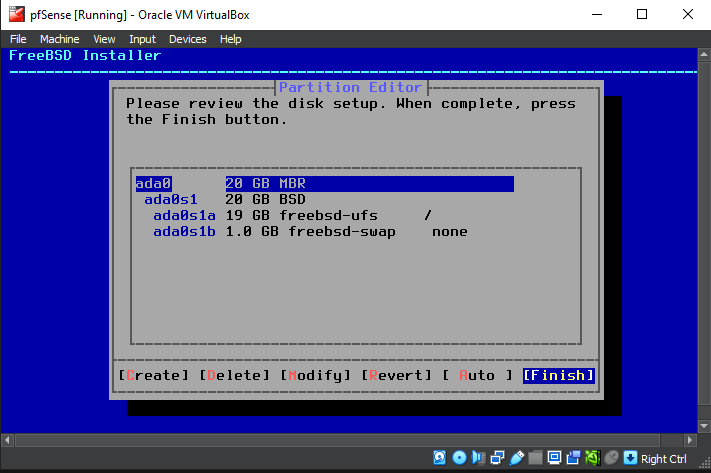 pfSense [Running] - Oracle VM VirtualBox
File Machine View Input Devices Help
FreeBSD Installer
Partition Editor
Please review the disk setup. When complete, press
the Finish button.
ada0 20 GB MBR
ada0s1 20 GB BSD
ada0s1a 19 GB freebsd-ufs /
ada0s1b 1.0 GB freebsd-swap none
[Create] [Delete] [Modify] [Revert] [ Auto ] [Finish]
Right Ctrl